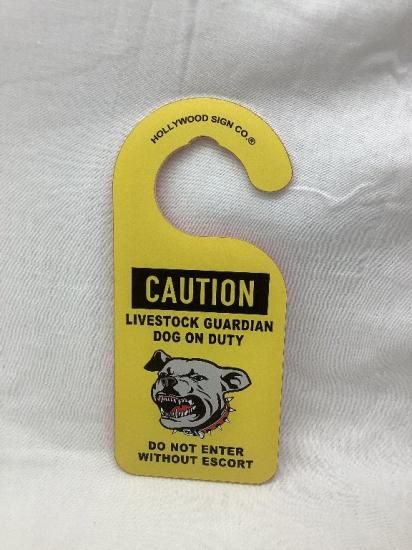 HOLLYWOOD SIGN CO.®
CAUTION
LIVESTOCK GUARDIAN
DOG ON DUTY
DO NOT ENTER
WITHOUT ESCORT